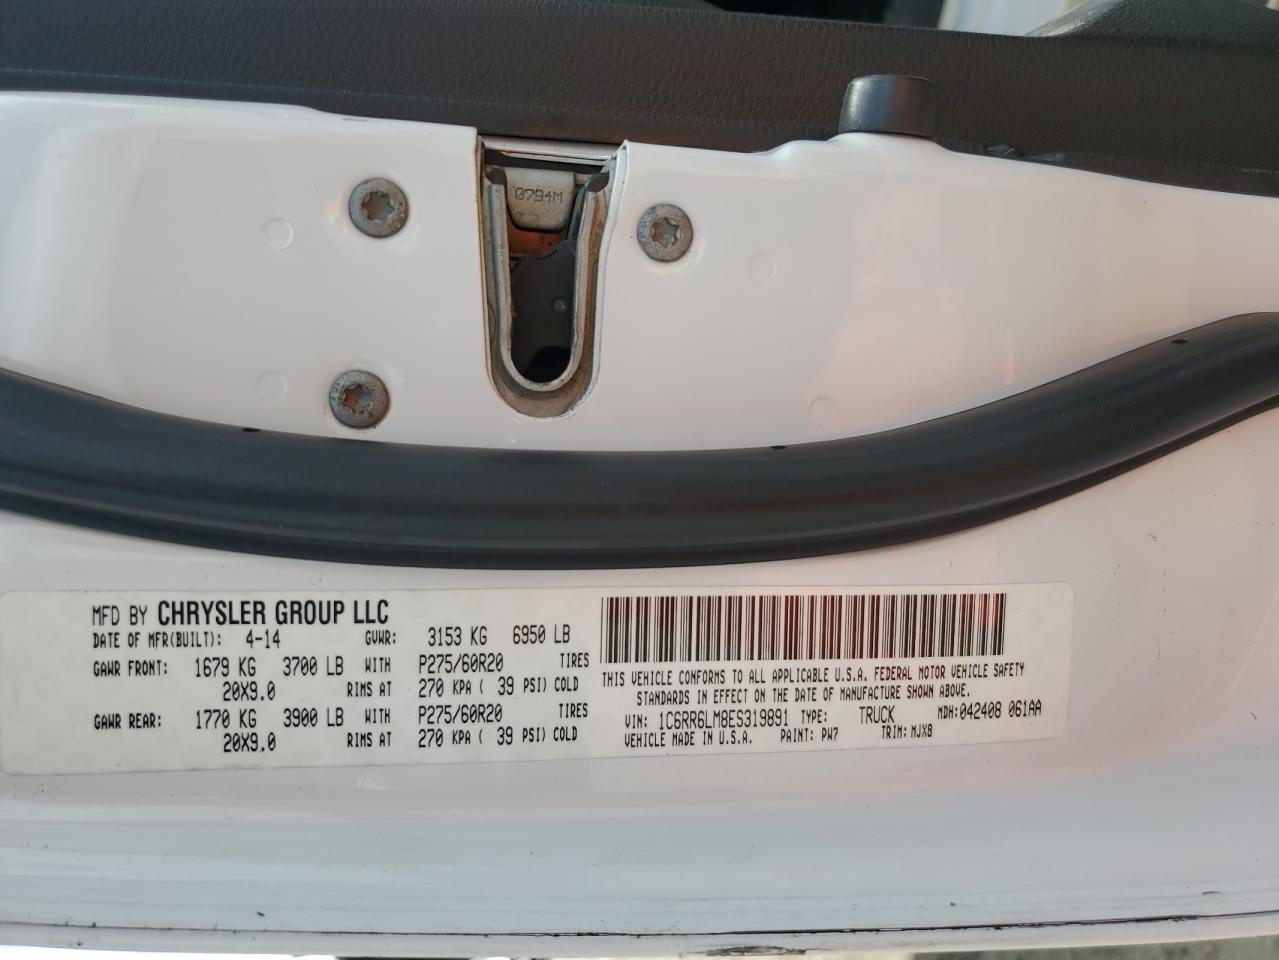 0794M
MFD BY CHRYSLER GROUP LLC
DATE OF MFR(BUILT): 4-14 GVWR: 3153 KG 6950 LB
GAWR FRONT: 1679 KG 3700 LB WITH P275/60R20 TIRES
20X9.0 RIMS AT 270 KPA ( 39 PSI) COLD
GAWR REAR: 1770 KG 3900 LB WITH P275/60R20 TIRES
20X9.0 RIMS AT 270 KPA ( 39 PSI) COLD
THIS VEHICLE CONFORMS TO ALL APPLICABLE U.S.A. FEDERAL MOTOR VEHICLE SAFETY
STANDARDS IN EFFECT ON THE DATE OF MANUFACTURE SHOWN ABOVE.
VIN: 1C6RR6LM8ES319891 TYPE: TRUCK MDH:042408 061AA
VEHICLE MADE IN U.S.A. PAINT: PW7 TRIM: MJX8